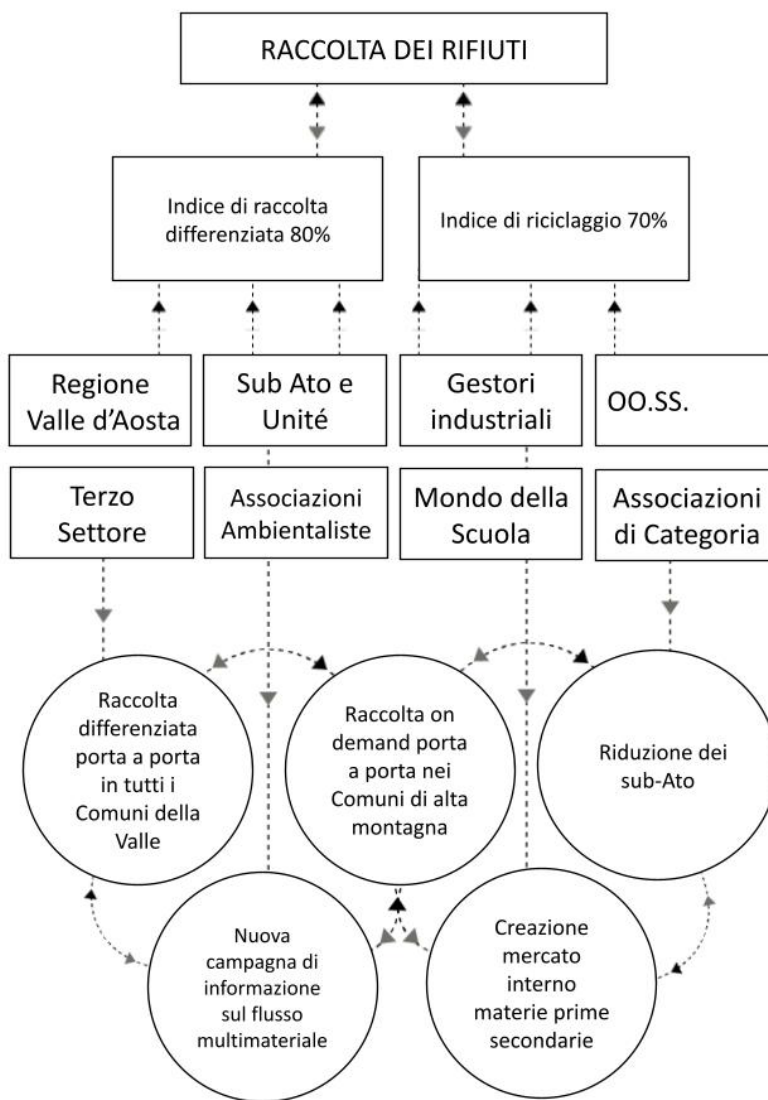 RACCOLTA DEI RIFIUTI
Indice di raccolta
differenziata 80%
Indice di riciclaggio 70%
Regione
Valle d'Aosta
Sub Ato e
Unité
Gestori
industriali
OO.SS.
Terzo
Settore
Associazioni
Ambientaliste
Mondo della
Scuola
Associazioni
di Categoria
Raccolta
differenziata
porta a porta
in tutti i
Comuni della
Valle
Raccolta on
demand porta
a porta nei
Comuni di alta
montagna
Riduzione dei
sub-Ato
Nuova
campagna di
informazione
sul flusso
multimateriale
Creazione
mercato
interno
materie prime
secondarie